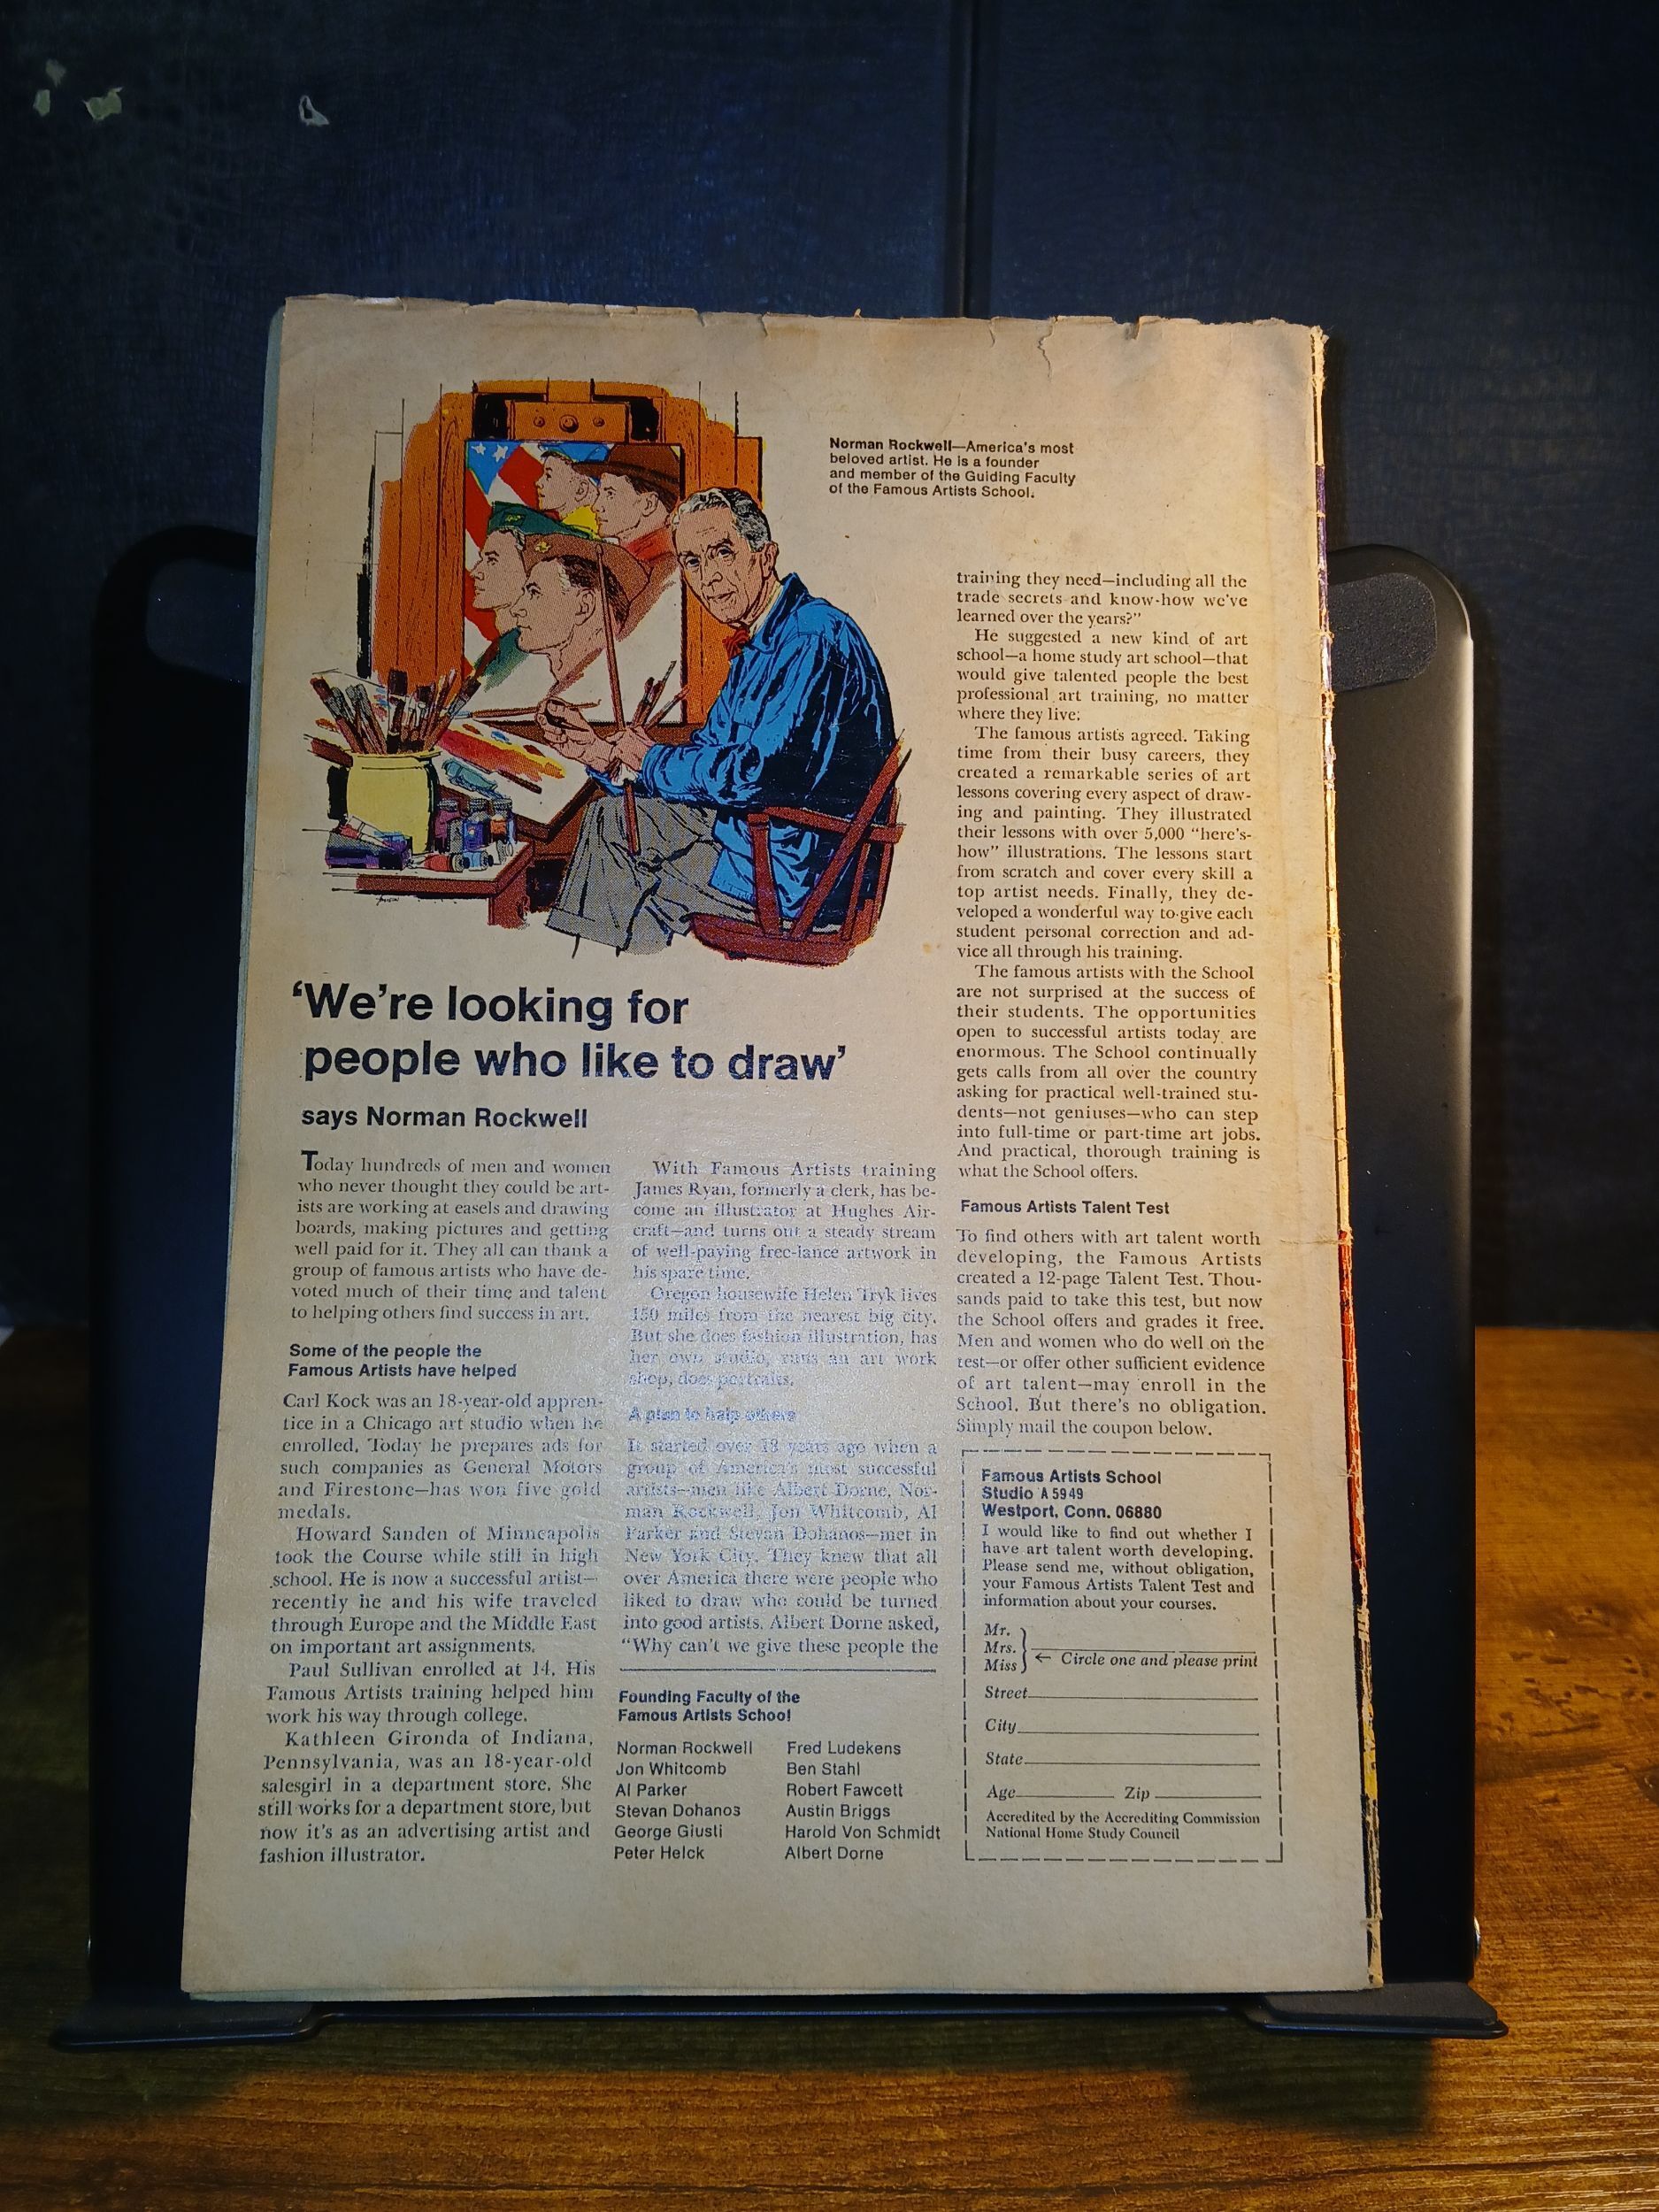 Norman Rockwell—America's most
beloved artist. He is a founder
and member of the Guiding Faculty
of the Famous Artists School.
‘We’re looking for
people who like to draw’
says Norman Rockwell
Today hundreds of men and women
who never thought they could be art-
ists are working at easels and drawing
boards, making pictures and getting
well paid for it. They all can thank a
group of famous artists who have de-
voted much of their time and talent
to helping others find success in art.
Some of the people the
Famous Artists have helped
Carl Kock was an 18-year-old appren-
tice in a Chicago art studio when he
enrolled. Today he prepares ads for
such companies as General Motors
and Firestone—has won five gold
medals.
Howard Sanden of Minneapolis
took the Course while still in high
school. He is now a successful artist—
recently he and his wife traveled
through Europe and the Middle East
on important art assignments.
Paul Sullivan enrolled at 14. His
Famous Artists training helped him
work his way through college.
Kathleen Gironda of Indiana,
Pennsylvania, was an 18-year-old
salesgirl in a department store. She
still works for a department store, but
now it's as an advertising artist and
fashion illustrator.
With Famous Artists training
James Ryan, formerly a clerk, has be-
come an illustrator at Hughes Air-
craft—and turns out a steady stream
of well-paying free-lance artwork in
his spare time.
Oregon housewife Helen Tryk lives
150 miles from the nearest big city.
But she does fashion illustration, has
her own studio, runs an art work
shop, does portraits.
A plan to help others
It started over 18 years ago when a
group of America's most successful
artists—men like Albert Dorne, Nor-
man Rockwell, Jon Whitcomb, Al
Parker and Stevan Dohanos—met in
New York City. They knew that all
over America there were people who
liked to draw who could be turned
into good artists. Albert Dorne asked,
“Why can't we give these people the
Founding Faculty of the
Famous Artists School
Norman Rockwell
Jon Whitcomb
Al Parker
Stevan Dohanos
George Giusti
Peter Helck
Fred Ludekens
Ben Stahl
Robert Fawcett
Austin Briggs
Harold Von Schmidt
Albert Dorne
training they need—including all the
trade secrets and know-how we've
learned over the years?”
He suggested a new kind of art
school—a home study art school—that
would give talented people the best
professional art training, no matter
where they live.
The famous artists agreed. Taking
time from their busy careers, they
created a remarkable series of art
lessons covering every aspect of draw-
ing and painting. They illustrated
their lessons with over 5,000 “here's-
how” illustrations. The lessons start
from scratch and cover every skill a
top artist needs. Finally, they de-
veloped a wonderful way to give each
student personal correction and ad-
vice all through his training.
The famous artists with the School
are not surprised at the success of
their students. The opportunities
open to successful artists today are
enormous. The School continually
gets calls from all over the country
asking for practical well-trained stu-
dents—not geniuses—who can step
into full-time or part-time art jobs.
And practical, thorough training is
what the School offers.
Famous Artists Talent Test
To find others with art talent worth
developing, the Famous Artists
created a 12-page Talent Test. Thou-
sands paid to take this test, but now
the School offers and grades it free.
Men and women who do well on the
test—or offer other sufficient evidence
of art talent—may enroll in the
School. But there's no obligation.
Simply mail the coupon below.
Famous Artists School
Studio A 5949
Westport, Conn. 06880
I would like to find out whether I
have art talent worth developing.
Please send me, without obligation,
your Famous Artists Talent Test and
information about your courses.
Mr.
Mrs.
Miss ← Circle one and please print
Street
City
State
Age Zip
Accredited by the Accrediting Commission
National Home Study Council